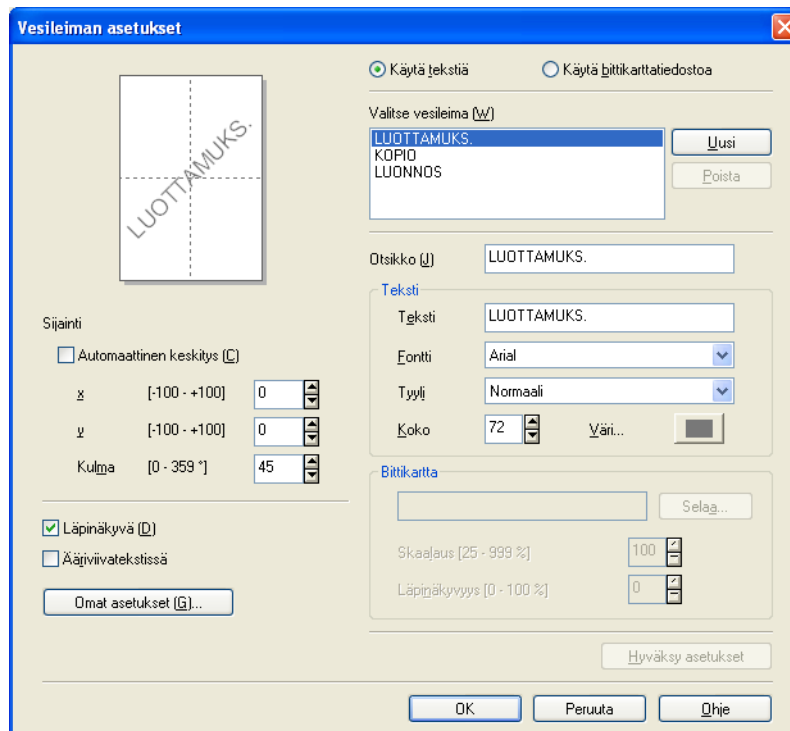 Vesileiman asetukset
LUOTTAMUKS.
Sijainti
Automaattinen keskitys (C)
x [-100 - +100] 0
y [-100 - +100] 0
Kulma [0 - 359 °] 45
Läpinäkyvä (D)
Ääriviivatekstissä
Omat asetukset (G)...
Käytä tekstiä Käytä bittikarttatiedostoa
Valitse vesileima (W)
LUOTTAMUKS.
KOPIO
LUONNOS
Uusi
Poista
Otsikko (J) LUOTTAMUKS.
Teksti
Teksti LUOTTAMUKS.
Fontti Arial
Tyyli Normaali
Koko 72 Väri...
Bittikartta
Selaa...
Skaalaus [25 - 999 %] 100
Läpinäkyvyys [0 - 100 %] 0
Hyväksy asetukset
OK Peruuta Ohje